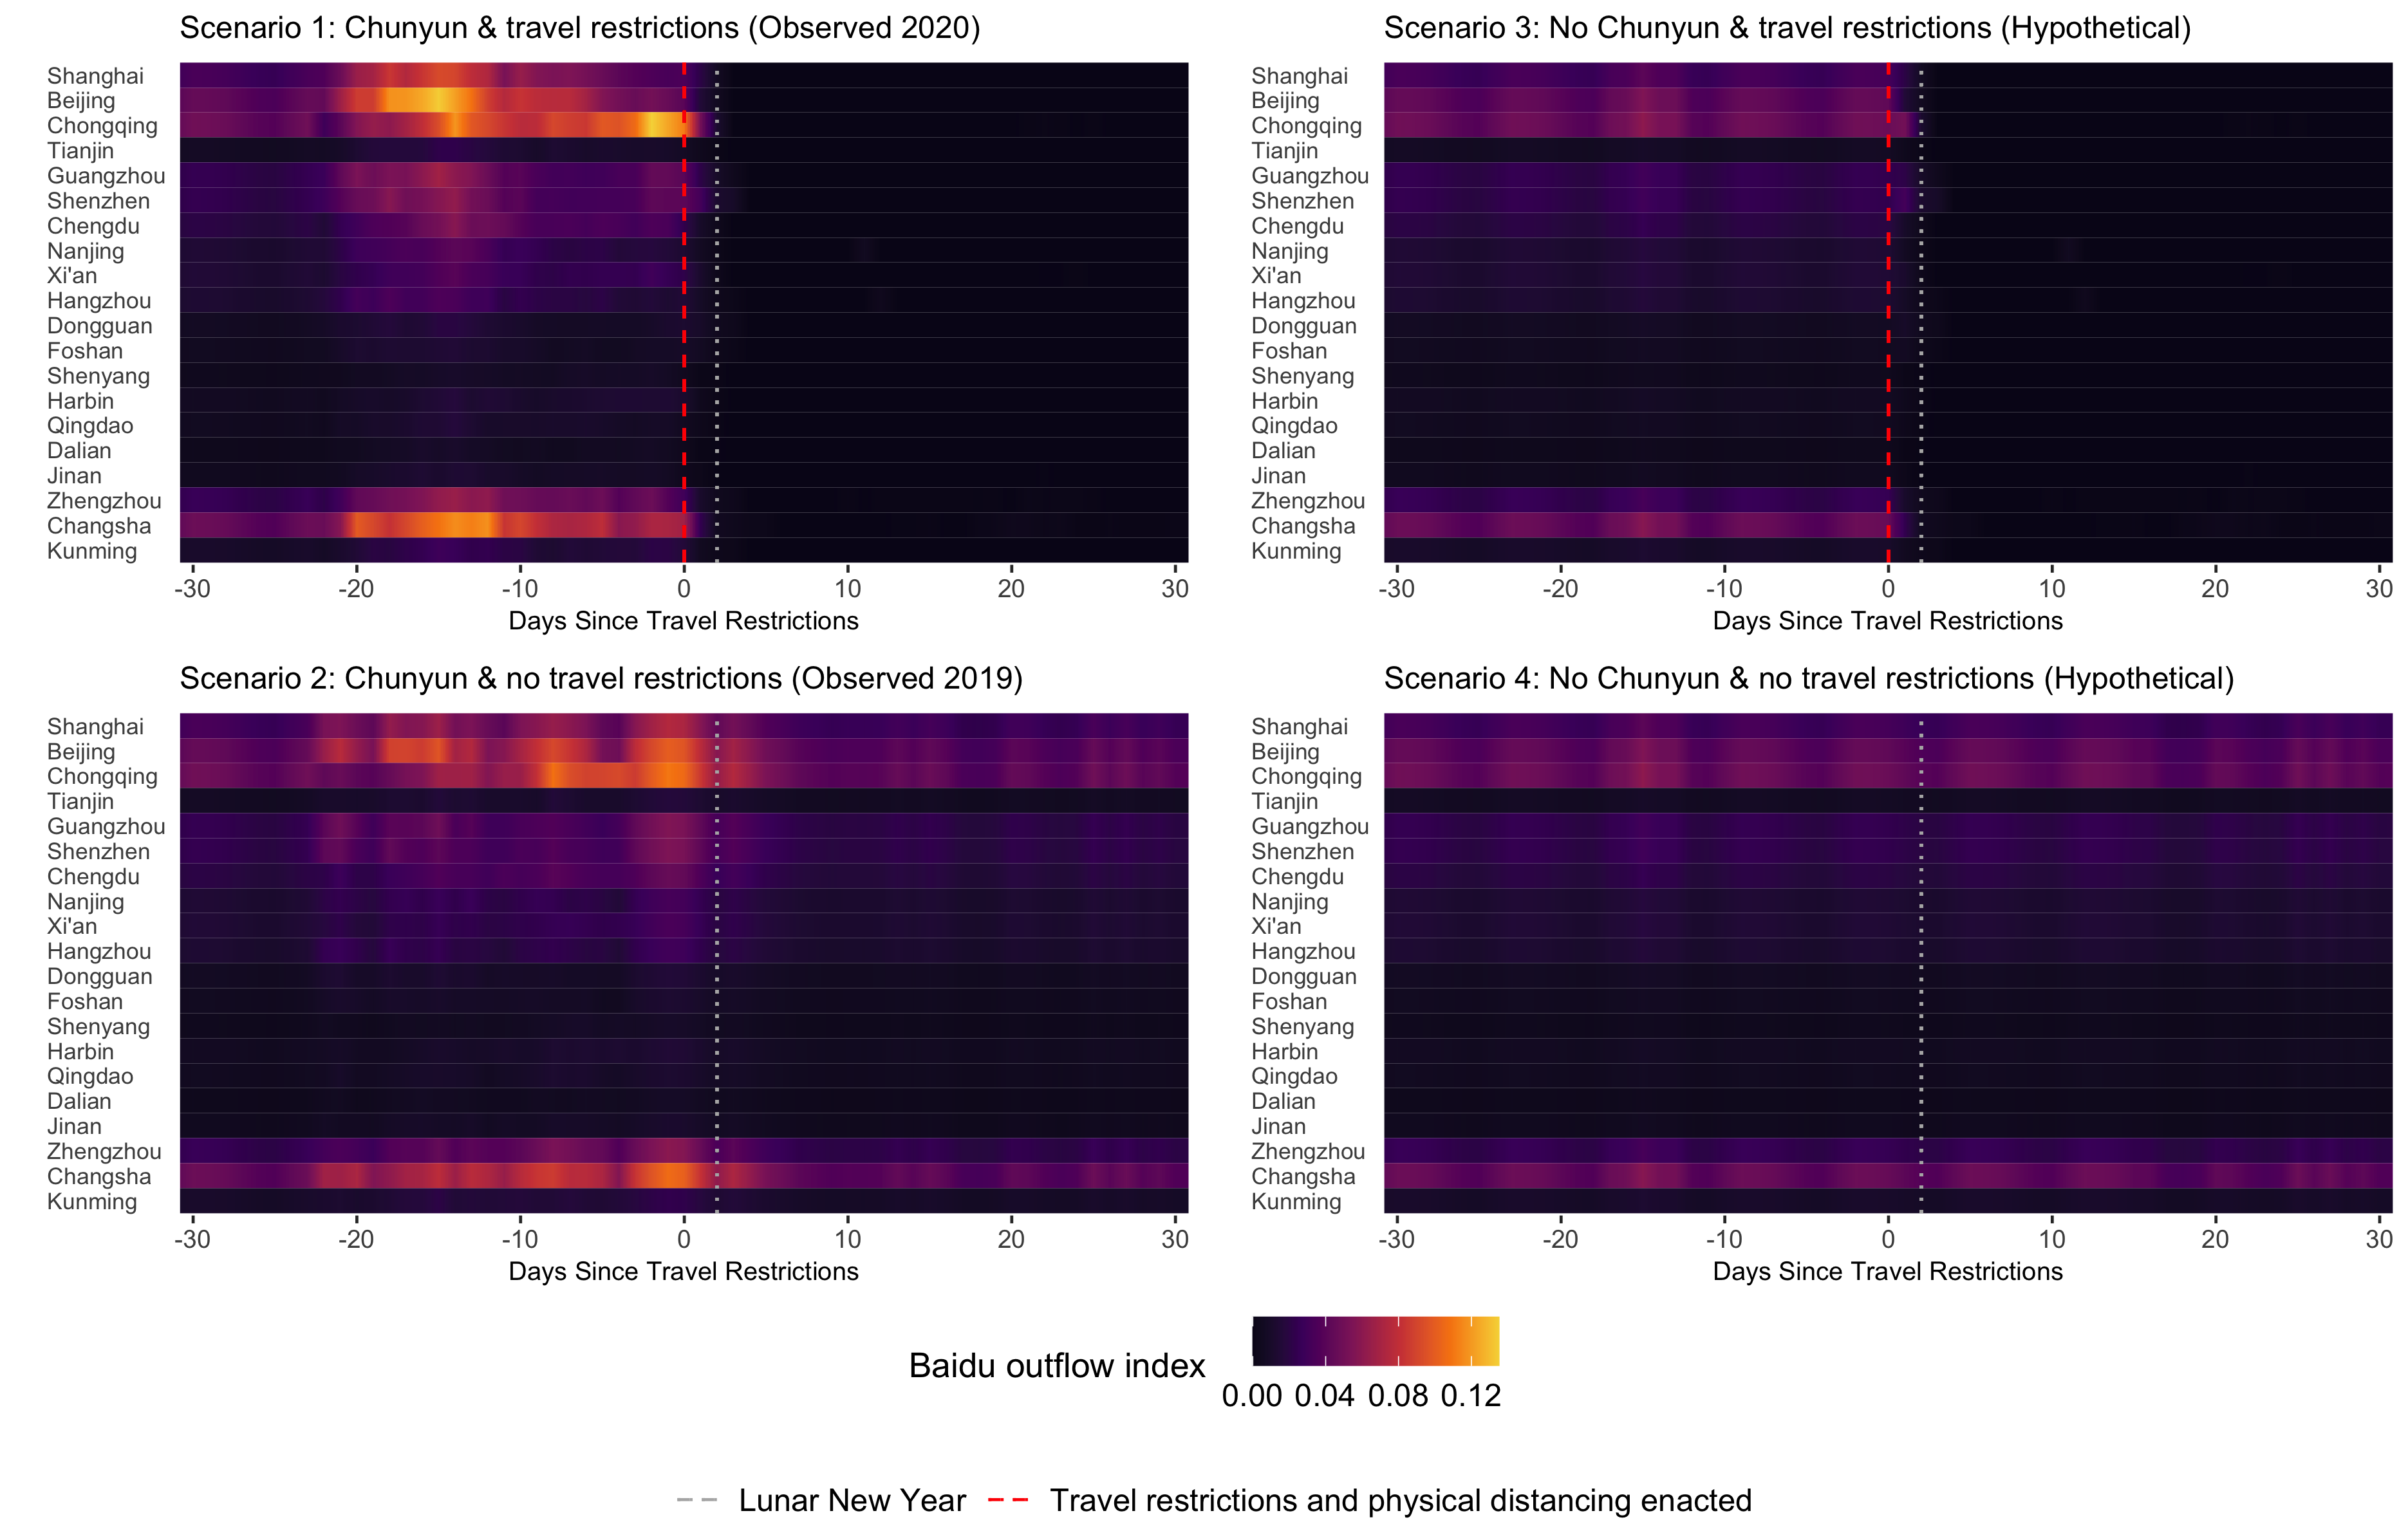 Scenario 1: Chunyun & travel restrictions (Observed 2020)
Shanghai
Beijing
Chongqing
Tianjin
Guangzhou
Shenzhen
Chengdu
Nanjing
Xi'an
Hangzhou
Dongguan
Foshan
Shenyang
Harbin
Qingdao
Dalian
Jinan
Zhengzhou
Changsha
Kunming
-30 -20 -10 0 10 20 30
Days Since Travel Restrictions
Scenario 3: No Chunyun & travel restrictions (Hypothetical)
Shanghai
Beijing
Chongqing
Tianjin
Guangzhou
Shenzhen
Chengdu
Nanjing
Xi'an
Hangzhou
Dongguan
Foshan
Shenyang
Harbin
Qingdao
Dalian
Jinan
Zhengzhou
Changsha
Kunming
-30 -20 -10 0 10 20 30
Days Since Travel Restrictions
Scenario 2: Chunyun & no travel restrictions (Observed 2019)
Shanghai
Beijing
Chongqing
Tianjin
Guangzhou
Shenzhen
Chengdu
Nanjing
Xi'an
Hangzhou
Dongguan
Foshan
Shenyang
Harbin
Qingdao
Dalian
Jinan
Zhengzhou
Changsha
Kunming
-30 -20 -10 0 10 20 30
Days Since Travel Restrictions
Scenario 4: No Chunyun & no travel restrictions (Hypothetical)
Shanghai
Beijing
Chongqing
Tianjin
Guangzhou
Shenzhen
Chengdu
Nanjing
Xi'an
Hangzhou
Dongguan
Foshan
Shenyang
Harbin
Qingdao
Dalian
Jinan
Zhengzhou
Changsha
Kunming
-30 -20 -10 0 10 20 30
Days Since Travel Restrictions
Baidu outflow index
0.00 0.04 0.08 0.12
Lunar New Year
Travel restrictions and physical distancing enacted